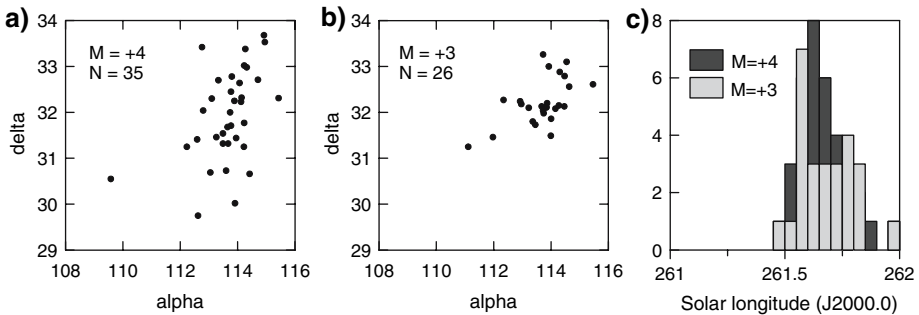 a)
34
33
32
31
30
29
delta
M = +4
N = 35
108
110
112
114
116
alpha
b)
34
33
32
31
30
29
delta
M = +3
N = 26
108
110
112
114
116
alpha
c)
8
6
4
2
0
M=+4
M=+3
261
261.5
262
Solar longitude (J2000.0)